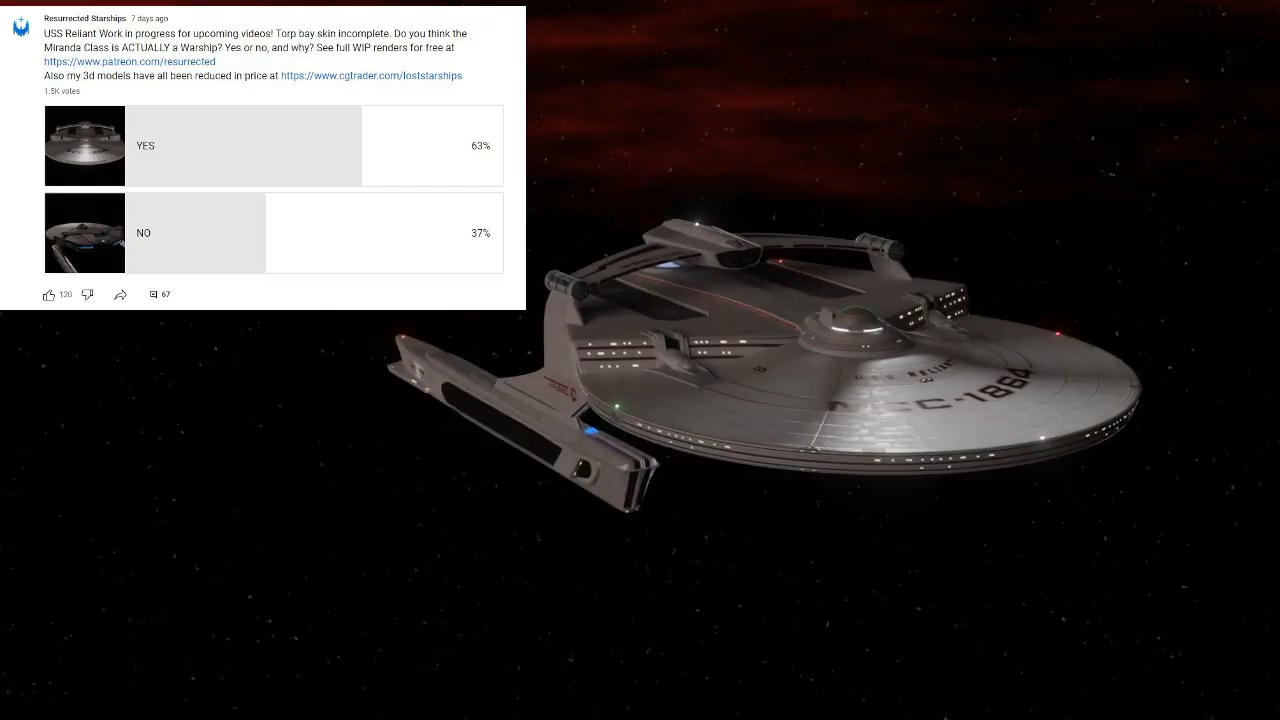 Resurrected Starships 7 days ago
USS Reliant Work in progress for upcoming videos! Torp bay skin incomplete. Do you think the
Miranda Class is ACTUALLY a Warship? Yes or no, and why? See full WIP renders for free at
https://www.patreon.com/resurrected
Also my 3d models have all been reduced in price at https://www.cgtrader.com/loststarships
1.5K votes
YES 63%
NO 37%
120 67
USS RELIANT
NCC-1864